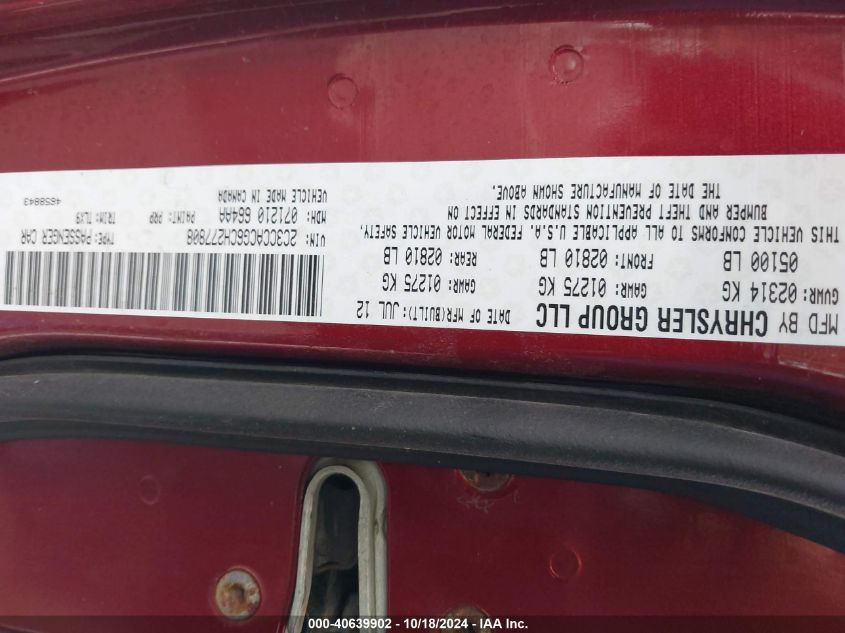 MFD BY CHRYSLER GROUP LLC DATE OF MFR(BUILT): JUL 12
GVWR: 02314 KG GAWR: 01275 KG GAWR: 01275 KG
05100 LB FRONT: 02810 LB REAR: 02810 LB
THIS VEHICLE CONFORMS TO ALL APPLICABLE U.S.A. FEDERAL MOTOR VEHICLE SAFETY,
BUMPER AND THEFT PREVENTION STANDARDS IN EFFECT ON
THE DATE OF MANUFACTURE SHOWN ABOVE.
VIN: 2C3CCACG6CH277808 TYPE: PASSENGER CAR
MDH: 071210 664AA PAINT: PRP TRIM: TLX9
VEHICLE MADE IN CANADA 4658843
000-40639902 - 10/18/2024 - IAA Inc.